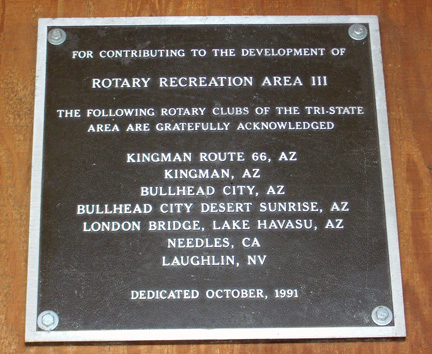 FOR CONTRIBUTING TO THE DEVELOPMENT OF
ROTARY RECREATION AREA III
THE FOLLOWING ROTARY CLUBS OF THE TRI-STATE
AREA ARE GRATEFULLY ACKNOWLEDGED
KINGMAN ROUTE 66, AZ
KINGMAN, AZ
BULLHEAD CITY, AZ
BULLHEAD CITY DESERT SUNRISE, AZ
LONDON BRIDGE, LAKE HAVASU, AZ
NEEDLES, CA
LAUGHLIN, NV
DEDICATED OCTOBER, 1991